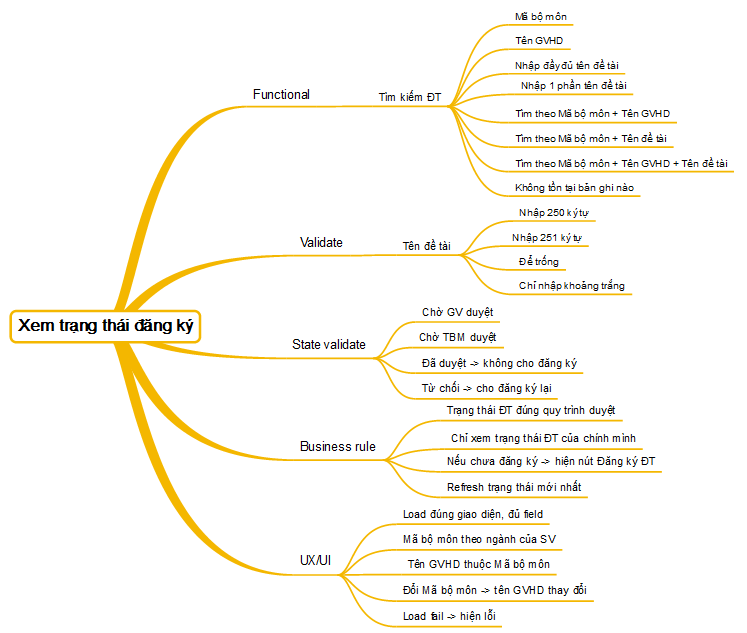 Xem trạng thái đăng ký
Functional
Tìm kiếm ĐT
Mã bộ môn
Tên GVHD
Nhập đầy đủ tên đề tài
Nhập 1 phần tên đề tài
Tìm theo Mã bộ môn + Tên GVHD
Tìm theo Mã bộ môn + Tên đề tài
Tìm theo Mã bộ môn + Tên GVHD + Tên đề tài
Không tồn tại bản ghi nào
Validate
Tên đề tài
Nhập 250 ký tự
Nhập 251 ký tự
Để trống
Chỉ nhập khoảng trắng
State validate
Chờ GV duyệt
Chờ TBM duyệt
Đã duyệt -> không cho đăng ký
Từ chối -> cho đăng ký lại
Business rule
Trạng thái ĐT đúng quy trình duyệt
Chỉ xem trạng thái ĐT của chính mình
Nếu chưa đăng ký -> hiện nút Đăng ký ĐT
Refresh trạng thái mới nhất
UX/UI
Load đúng giao diện, đủ field
Mã bộ môn theo ngành của SV
Tên GVHD thuộc Mã bộ môn
Đổi Mã bộ môn -> tên GVHD thay đổi
Load fail -> hiện lỗi